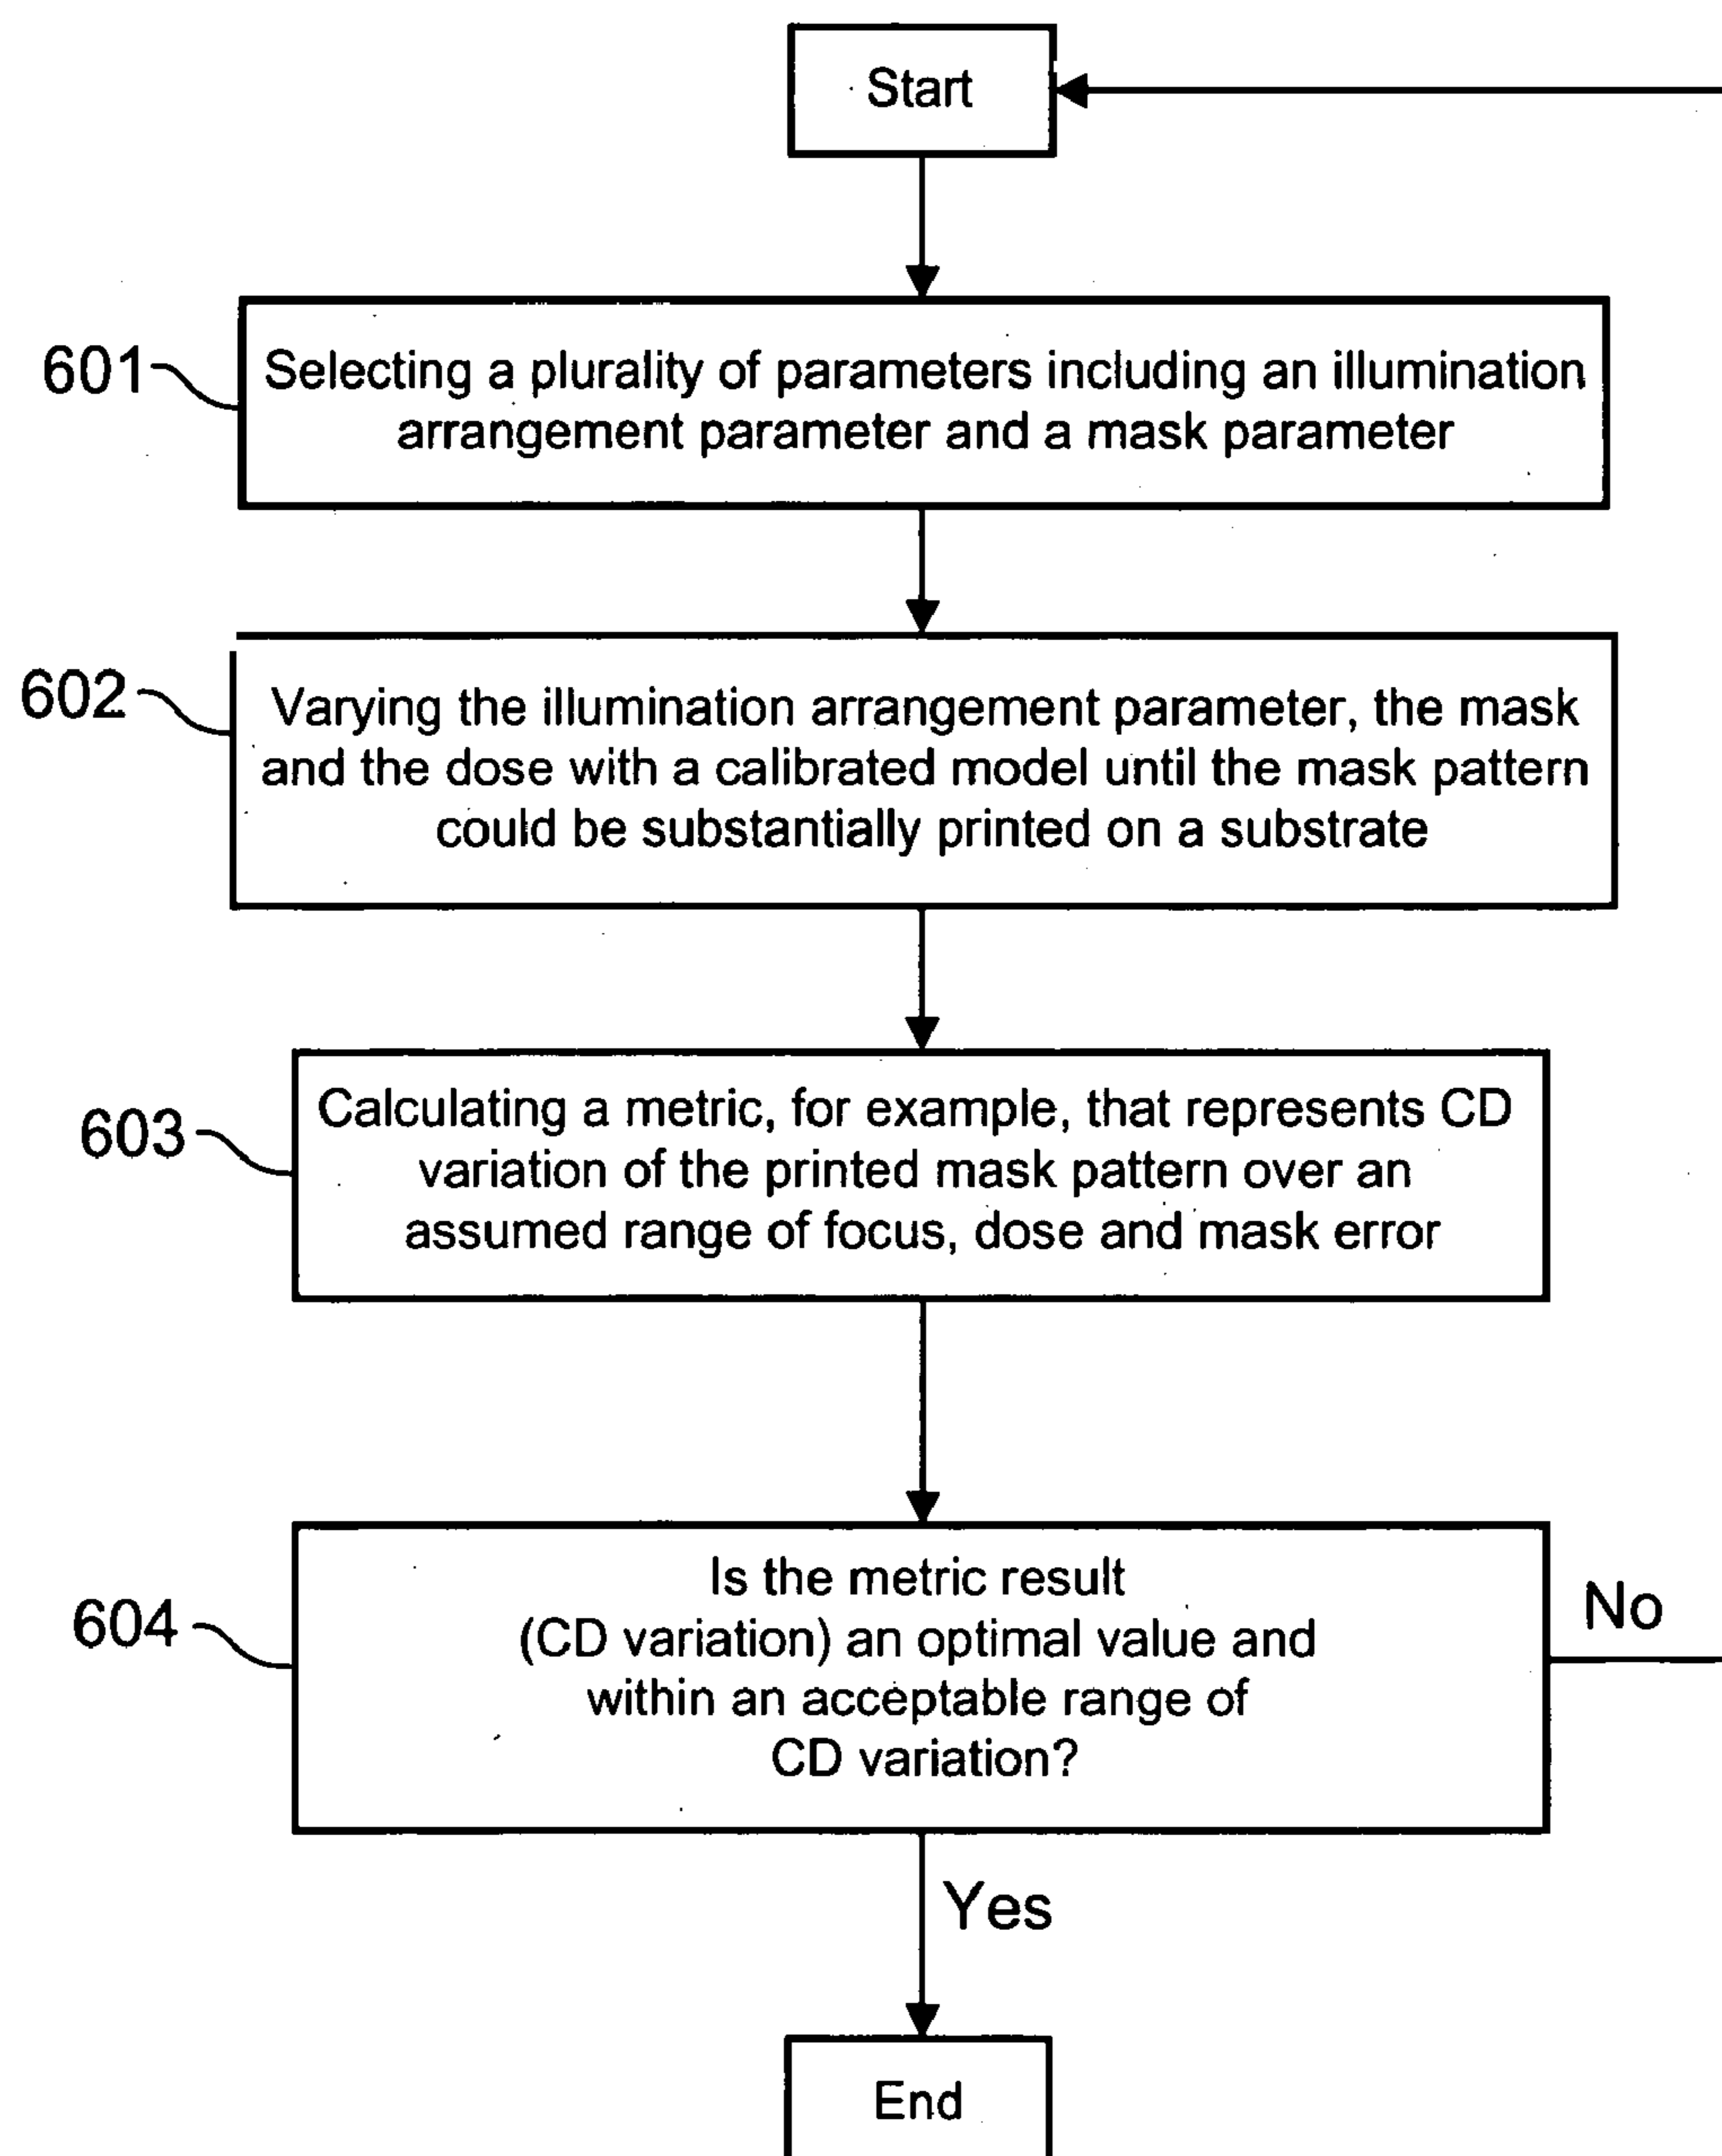 Start
601
Selecting a plurality of parameters including an illumination
arrangement parameter and a mask parameter
602
Varying the illumination arrangement parameter, the mask
and the dose with a calibrated model until the mask pattern
could be substantially printed on a substrate
603
Calculating a metric, for example, that represents CD
variation of the printed mask pattern over an
assumed range of focus, dose and mask error
604
Is the metric result
(CD variation) an optimal value and
within an acceptable range of
CD variation?
No
Yes
End